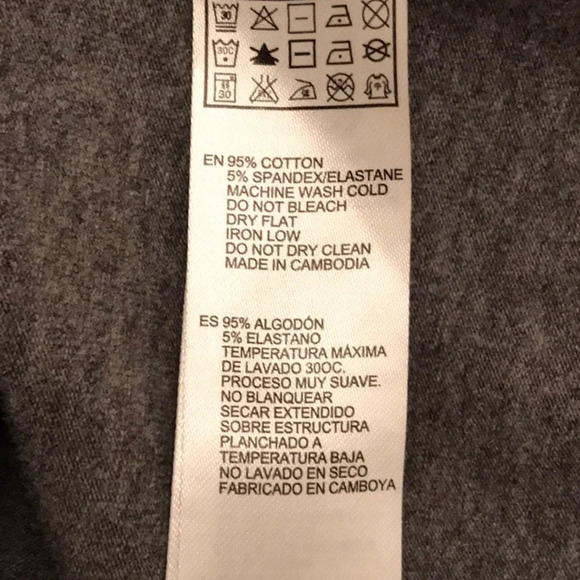 30
30C
30
EN 95% COTTON
5% SPANDEX/ELASTANE
MACHINE WASH COLD
DO NOT BLEACH
DRY FLAT
IRON LOW
DO NOT DRY CLEAN
MADE IN CAMBODIA
ES 95% ALGODÓN
5% ELASTANO
TEMPERATURA MÁXIMA
DE LAVADO 30OC.
PROCESO MUY SUAVE.
NO BLANQUEAR
SECAR EXTENDIDO
SOBRE ESTRUCTURA
PLANCHADO A
TEMPERATURA BAJA
NO LAVADO EN SECO
FABRICADO EN CAMBOYA